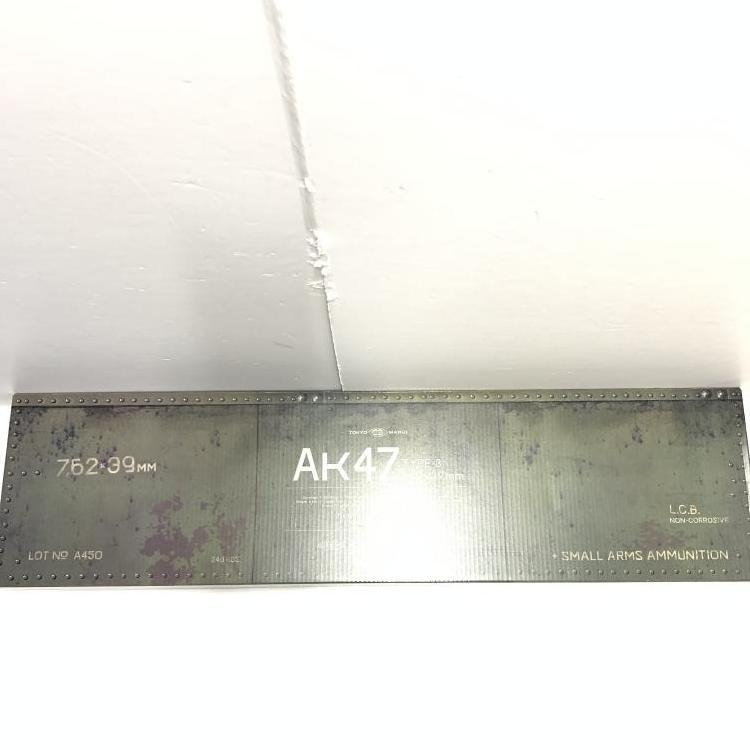 TOKYO MARUI
7.62×39MM
AK47 TYPE-3
LOT NO A450
L.C.B.
NON-CORROSIVE
SMALL ARMS AMMUNITION